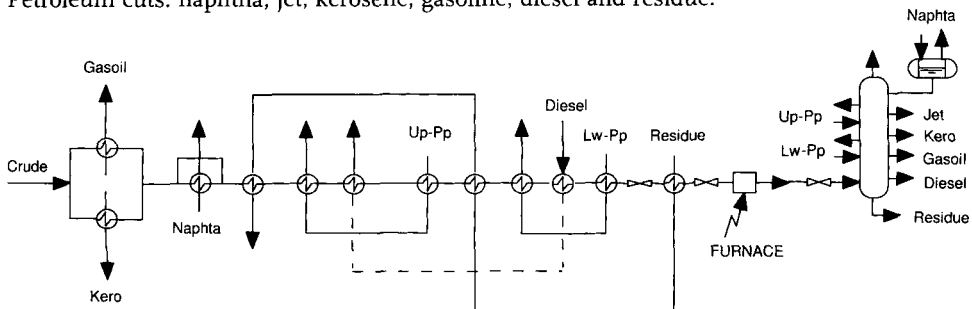 Petroleum cuts: naphtha, jet, kerosene, gasoline, diesel and residue.
Naphta
Gasoil
Diesel
Up-Pp
Lw-Pp
Residue
Up-Pp
Jet
Crude
Kero
Lw-Pp
Gasoil
Diesel
Naphta
Residue
FURNACE
Kero